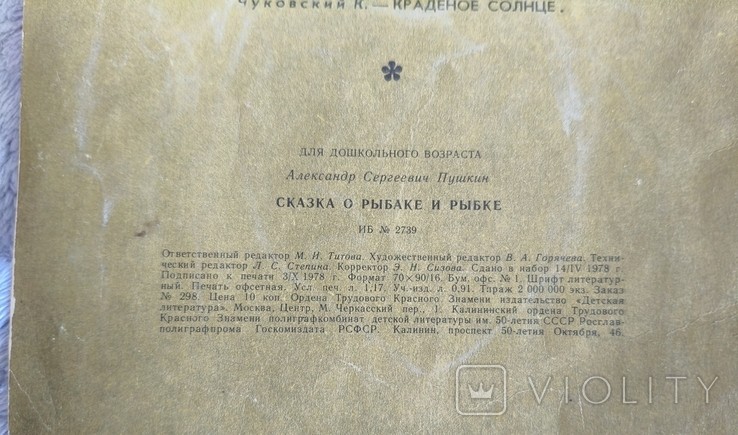 Чуковский К. — КРАДЕНОЕ СОЛНЦЕ.
*
ДЛЯ ДОШКОЛЬНОГО ВОЗРАСТА
Александр Сергеевич Пушкин
СКАЗКА О РЫБАКЕ И РЫБКЕ
ИБ № 2739
Ответственный редактор М. И. Титова. Художественный редактор В. А. Горячева. Техни-
ческий редактор Л. С. Степина. Корректор Э. Н. Сизова. Сдано в набор 14/IV 1978 г.
Подписано к печати 3/X 1978 г. Формат 70×90/16. Бум. офс. № 1. Шрифт литератур-
ный. Печать офсетная. Усл печ. л. 1,17. Уч.-изд. л. 0,91. Тираж 2 000 000 экз. Заказ
№ 298. Цена 10 коп. Ордена Трудового Красного Знамени издательство «Детская
литература». Москва, Центр, М. Черкасский пер., 1. Калининский ордена Трудового
Красного Знамени полиграфкомбинат детской литературы им. 50-летия СССР Росглав-
полиграфпрома Госкомиздата РСФСР. Калинин, проспект 50-летия Октября, 46.
VIOLITY